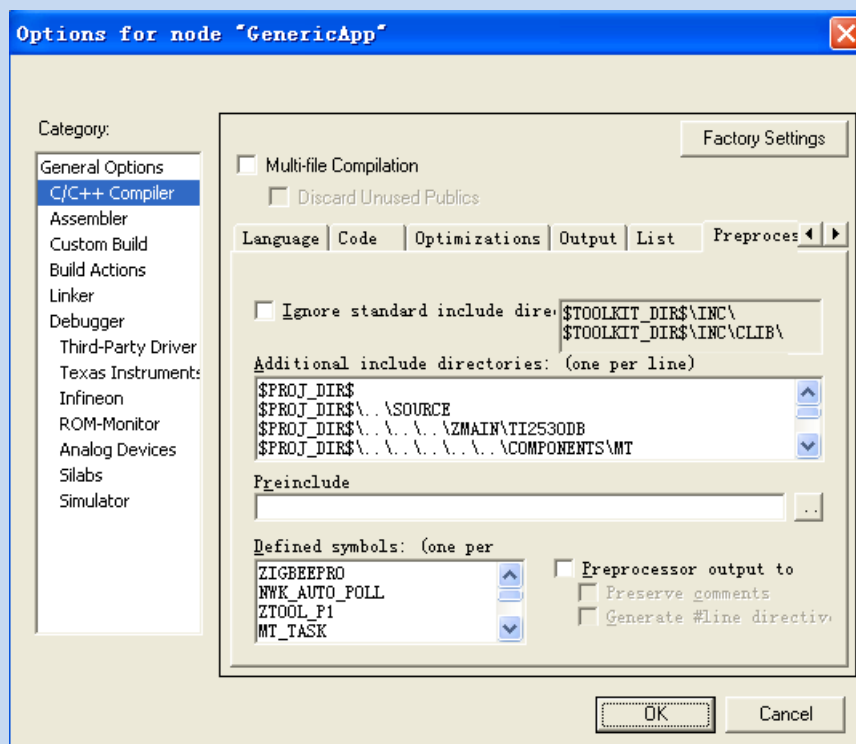 Options for node "GenericApp"
Category:
General Options
C/C++ Compiler
Assembler
Custom Build
Build Actions
Linker
Debugger
Third-Party Driver
Texas Instruments
Infineon
ROM-Monitor
Analog Devices
Silabs
Simulator
Factory Settings
Multi-file Compilation
Discard Unused Publics
Language Code Optimizations Output List Preproces
Ignore standard include dire
$TOOLKIT_DIR$\INC\
$TOOLKIT_DIR$\INC\CLIB\
Additional include directories: (one per line)
$PROJ_DIR$
$PROJ_DIR$\..\SOURCE
$PROJ_DIR$\..\..\..\ZMAIN\TI2530DB
$PROJ_DIR$\..\..\..\..\..\COMPONENTS\MT
Preinclude
..
Defined symbols: (one per
ZIGBEEPRO
NWK_AUTO_POLL
ZTOOL_P1
MT_TASK
Preprocessor output to
Preserve comments
Generate #line directiv
OK Cancel